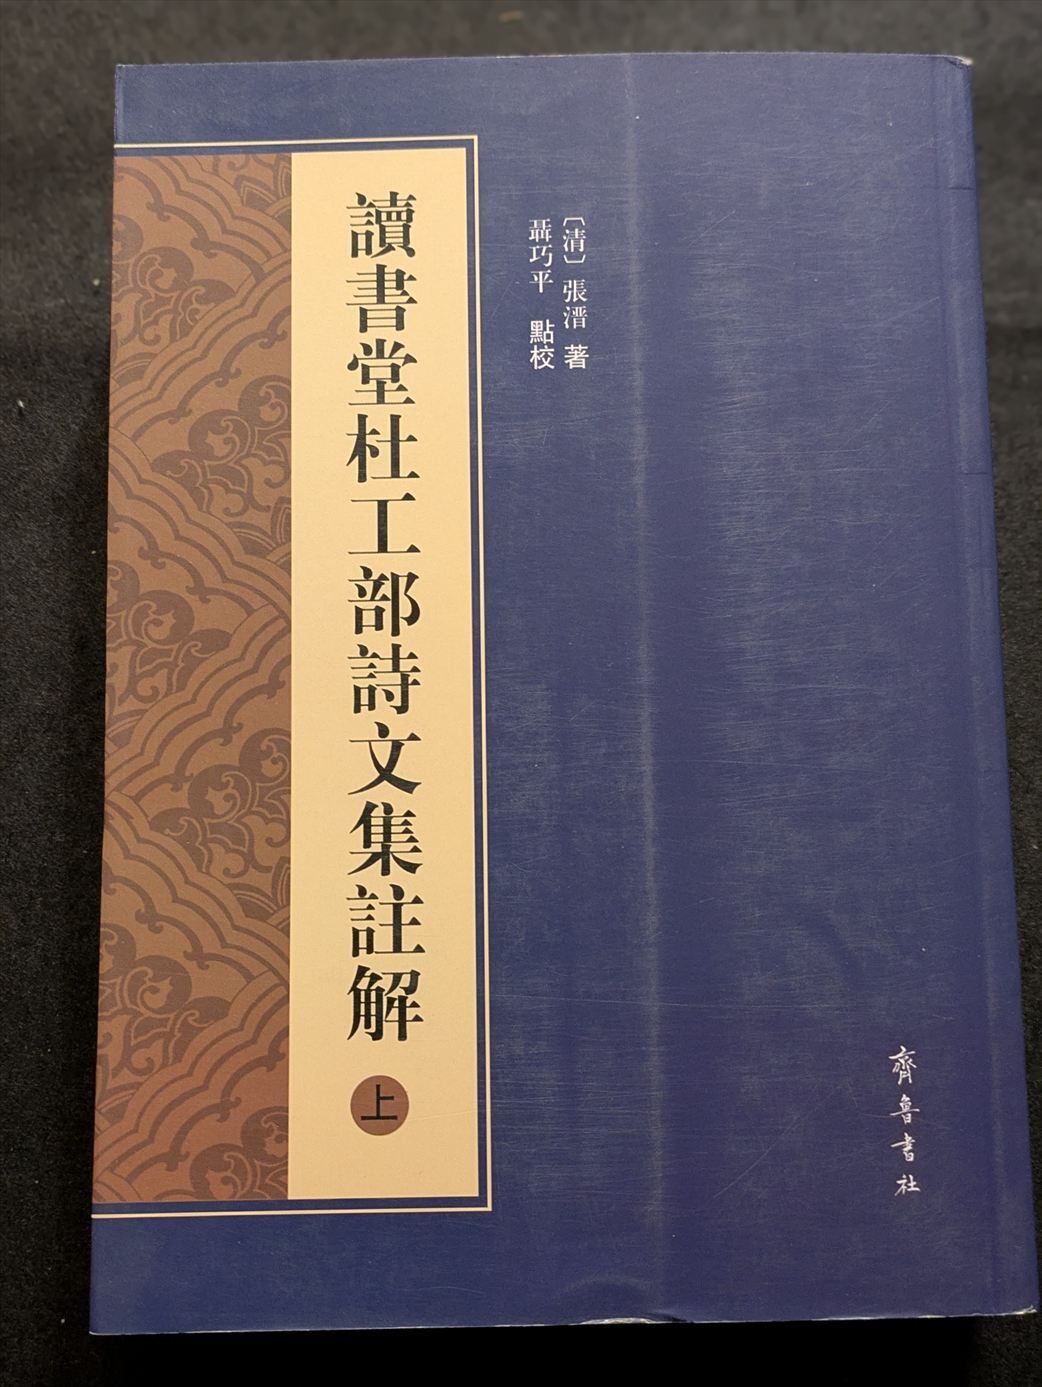 讀書堂杜工部詩文集註解 上
〔清〕張溍 著
聶巧平 點校
齊魯書社